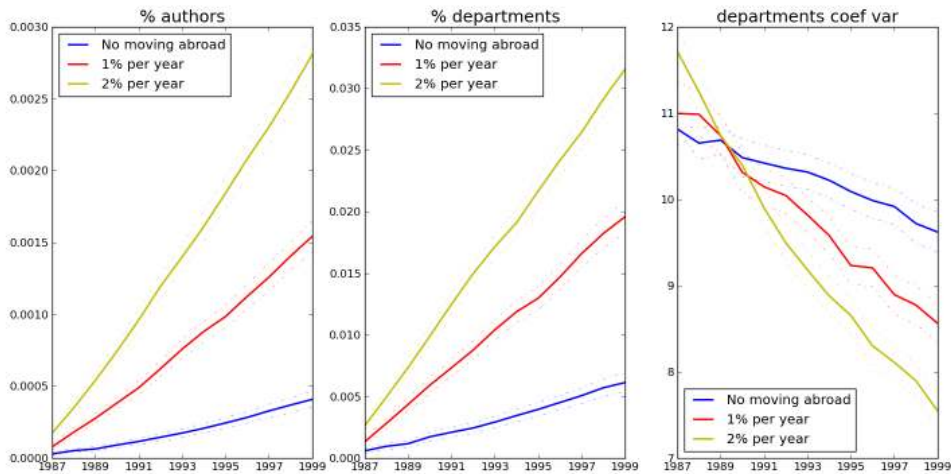 % authors
0.0030
0.0025
0.0020
0.0015
0.0010
0.0005
0.0000
No moving abroad
1% per year
2% per year
1987 1989 1991 1993 1995 1997 1999
% departments
0.035
0.030
0.025
0.020
0.015
0.010
0.005
0.000
No moving abroad
1% per year
2% per year
1987 1989 1991 1993 1995 1997 1999
departments coef var
12
11
10
9
8
7
No moving abroad
1% per year
2% per year
1987 1989 1991 1993 1995 1997 1999